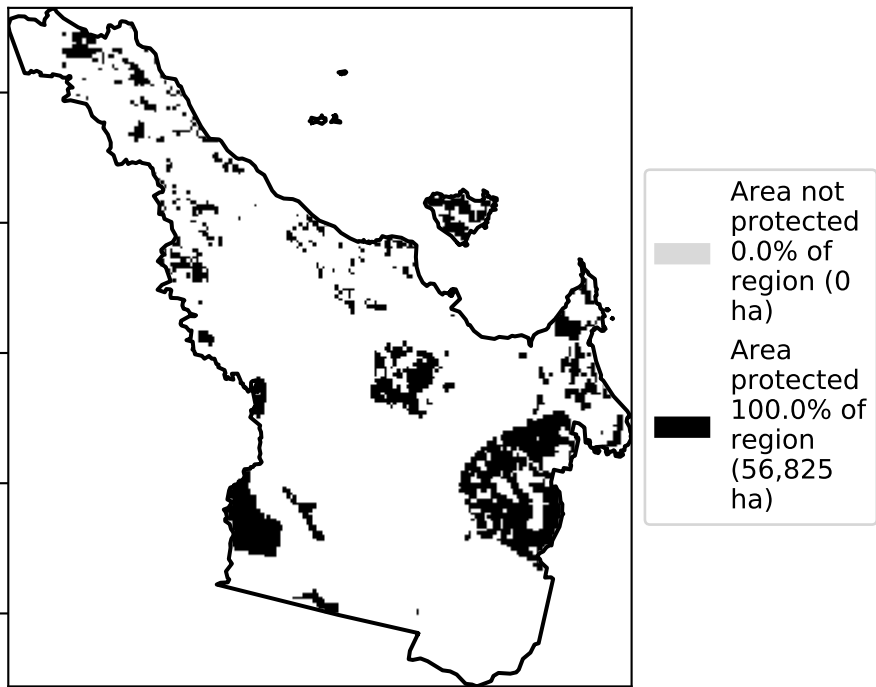 Area not
protected
0.0% of
region (0
ha)
Area
protected
100.0% of
region
(56,825
ha)